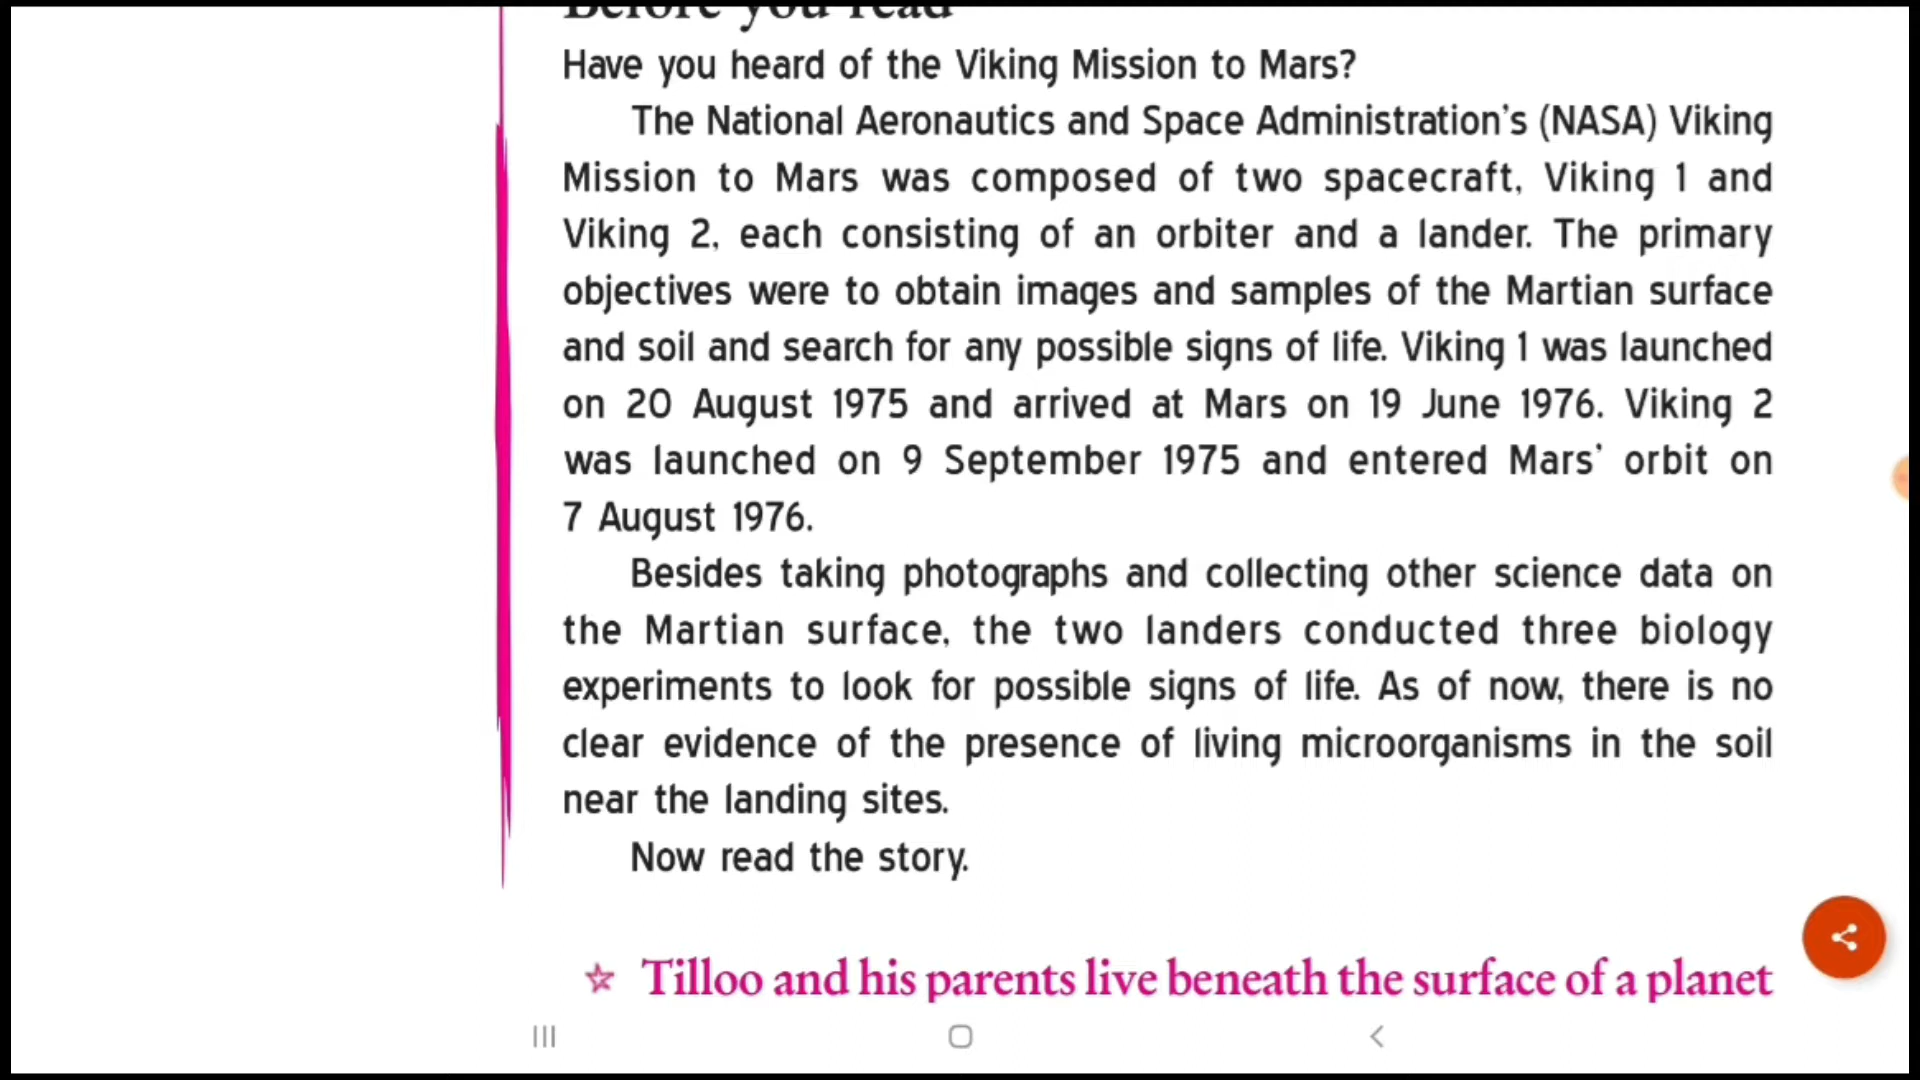 Before you read
Have you heard of the Viking Mission to Mars?
The National Aeronautics and Space Administration's (NASA) Viking
Mission to Mars was composed of two spacecraft, Viking 1 and
Viking 2, each consisting of an orbiter and a lander. The primary
objectives were to obtain images and samples of the Martian surface
and soil and search for any possible signs of life. Viking 1 was launched
on 20 August 1975 and arrived at Mars on 19 June 1976. Viking 2
was launched on 9 September 1975 and entered Mars' orbit on
7 August 1976.
Besides taking photographs and collecting other science data on
the Martian surface, the two landers conducted three biology
experiments to look for possible signs of life. As of now, there is no
clear evidence of the presence of living microorganisms in the soil
near the landing sites.
Now read the story.
☆ Tilloo and his parents live beneath the surface of a planet